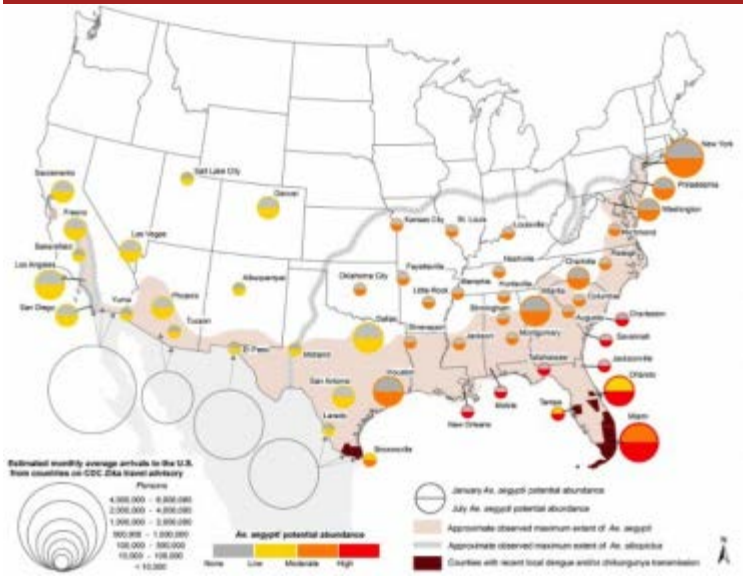 New York
Philadelphia
Washington
Richmond
Raleigh
Charlotte
Columbia
Augusta
Charleston
Savannah
Jacksonville
Orlando
Miami
Tampa
Tallahassee
Mobile
New Orleans
Montgomery
Atlanta
Birmingham
Huntsville
Nashville
Louisville
St. Louis
Kansas City
Memphis
Jackson
Shreveport
Little Rock
Fayetteville
Oklahoma City
Dallas
Houston
San Antonio
Laredo
Brownsville
Midland
El Paso
Albuquerque
Denver
Salt Lake City
Las Vegas
Phoenix
Tucson
Yuma
San Diego
Los Angeles
Bakersfield
Fresno
Sacramento
Estimated monthly average arrivals to the U.S.
from countries on CDC Zika travel advisory
Persons
4,000,000 - 6,000,000
2,000,000 - 4,000,000
1,000,000 - 2,000,000
500,000 - 1,000,000
100,000 - 500,000
10,000 - 100,000
< 10,000
Ae. aegypti potential abundance
None
Low
Moderate
High
January Ae. aegypti potential abundance
July Ae. aegypti potential abundance
Approximate observed maximum extent of Ae. aegypti
Approximate observed maximum extent of Ae. albopictus
Counties with recent local dengue and/or chikungunya transmission
N